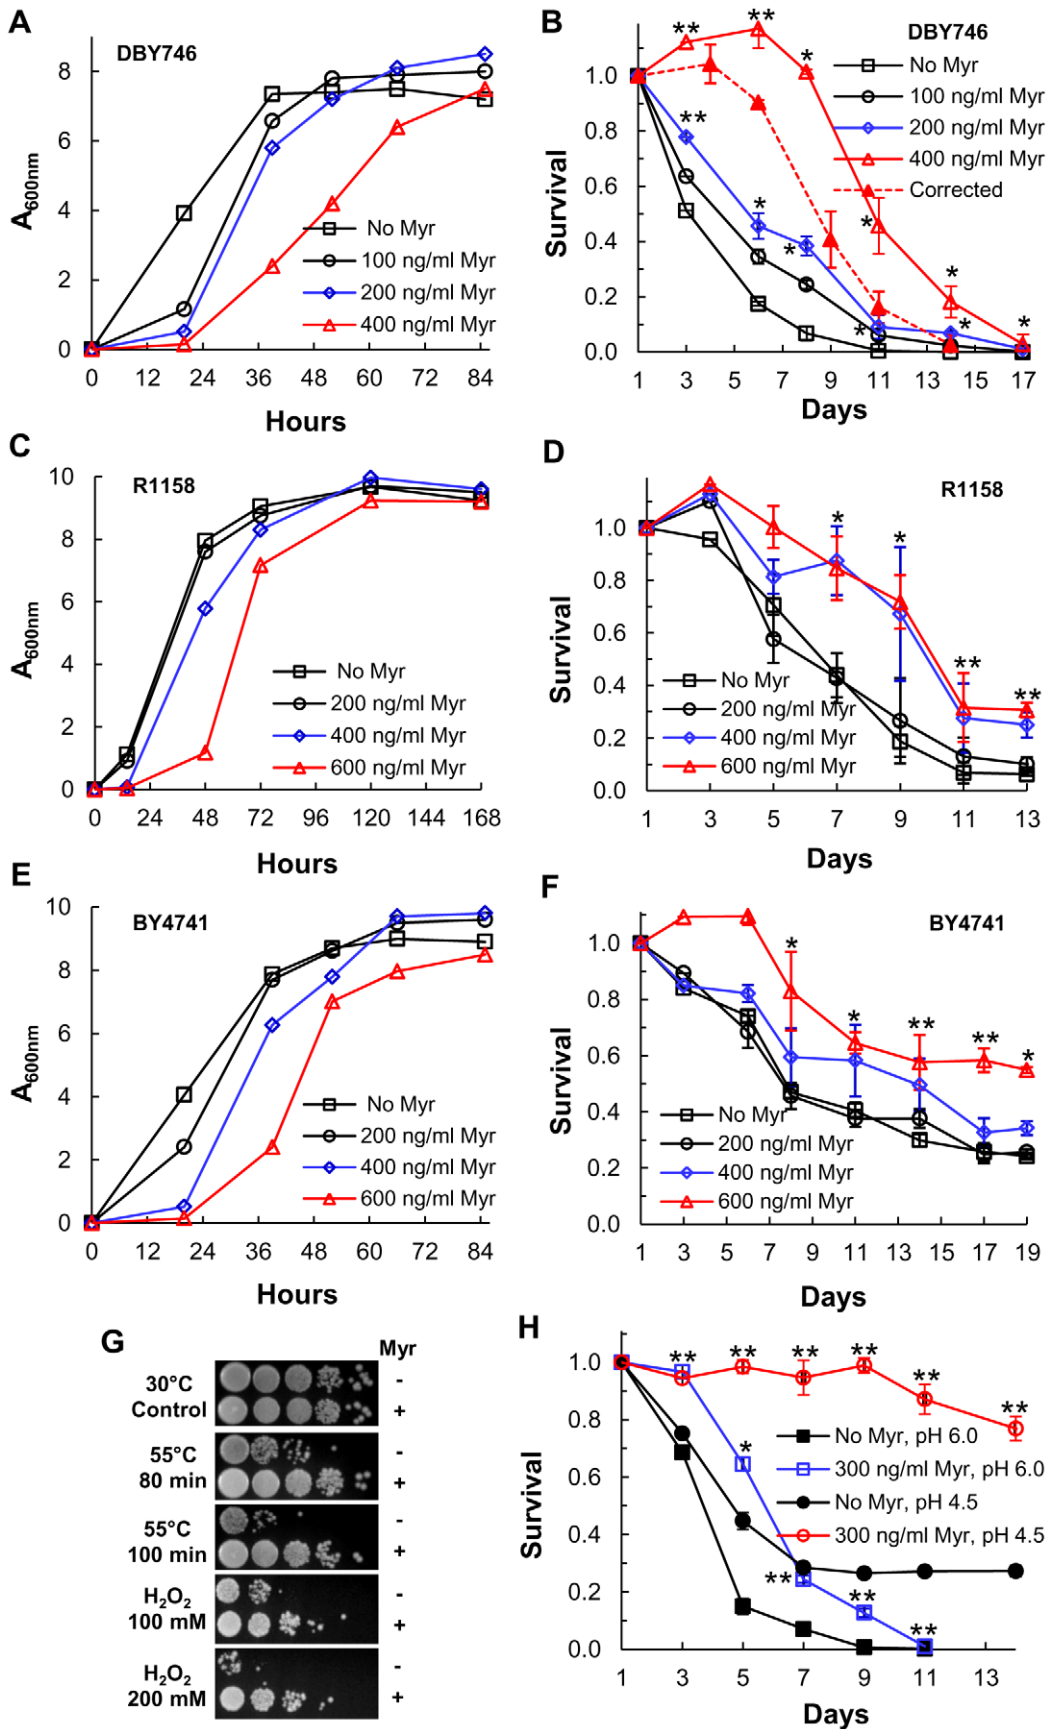 A
DBY746
A600nm
8
6
4
2
0
No Myr
100 ng/ml Myr
200 ng/ml Myr
400 ng/ml Myr
0 12 24 36 48 60 72 84
Hours
B
DBY746
Survival
1.0
0.8
0.6
0.4
0.2
0.0
No Myr
100 ng/ml Myr
200 ng/ml Myr
400 ng/ml Myr
Corrected
** ** *
**
* * *
* * * *
1 3 5 7 9 11 13 15 17
Days
C
R1158
A600nm
10
8
6
4
2
0
No Myr
200 ng/ml Myr
400 ng/ml Myr
600 ng/ml Myr
0 24 48 72 96 120 144 168
Hours
D
R1158
Survival
1.0
0.8
0.6
0.4
0.2
0.0
* * ** **
No Myr
200 ng/ml Myr
400 ng/ml Myr
600 ng/ml Myr
1 3 5 7 9 11 13
Days
E
BY4741
A600nm
10
8
6
4
2
0
No Myr
200 ng/ml Myr
400 ng/ml Myr
600 ng/ml Myr
0 12 24 36 48 60 72 84
Hours
F
BY4741
Survival
1.0
0.8
0.6
0.4
0.2
0.0
* * ** ** *
No Myr
200 ng/ml Myr
400 ng/ml Myr
600 ng/ml Myr
1 3 5 7 9 11 13 15 17 19
Days
G
Myr
30°C
Control
-
+
55°C
80 min
-
+
55°C
100 min
-
+
H2O2
100 mM
-
+
H2O2
200 mM
-
+
H
Survival
1.0
0.8
0.6
0.4
0.2
0.0
** ** ** ** ** **
*
** ** **
No Myr, pH 6.0
300 ng/ml Myr, pH 6.0
No Myr, pH 4.5
300 ng/ml Myr, pH 4.5
1 3 5 7 9 11 13
Days